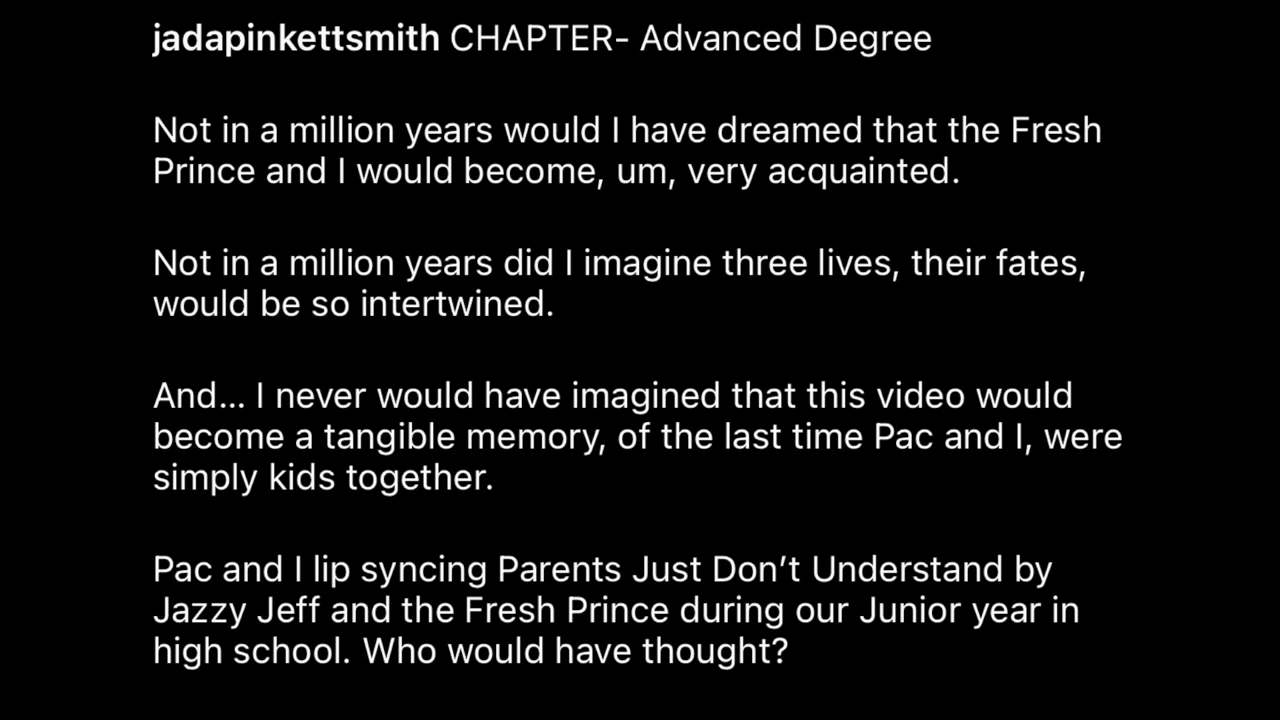 jadapinkettsmith CHAPTER- Advanced Degree
Not in a million years would I have dreamed that the Fresh
Prince and I would become, um, very acquainted.
Not in a million years did I imagine three lives, their fates,
would be so intertwined.
And... I never would have imagined that this video would
become a tangible memory, of the last time Pac and I, were
simply kids together.
Pac and I lip syncing Parents Just Don’t Understand by
Jazzy Jeff and the Fresh Prince during our Junior year in
high school. Who would have thought?